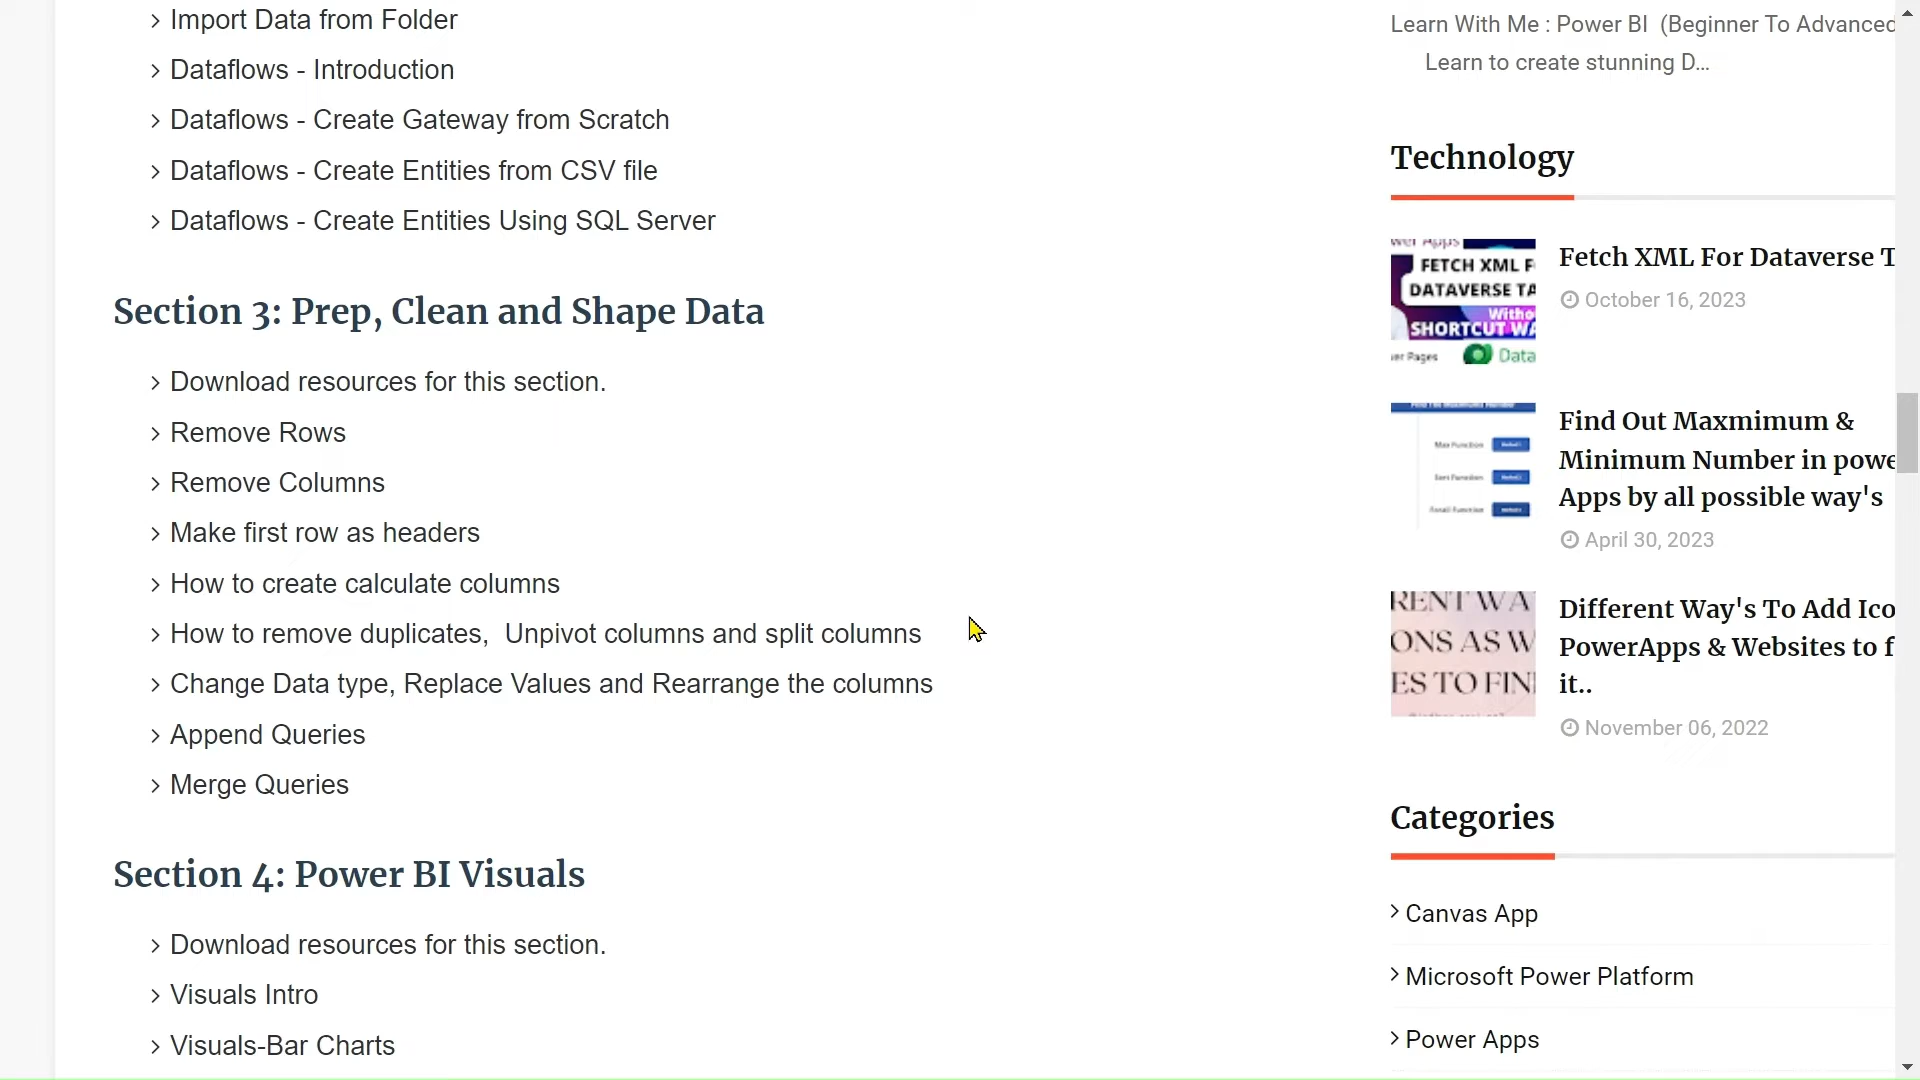 Import Data from Folder
Dataflows - Introduction
Dataflows - Create Gateway from Scratch
Dataflows - Create Entities from CSV file
Dataflows - Create Entities Using SQL Server
Section 3: Prep, Clean and Shape Data
Download resources for this section.
Remove Rows
Remove Columns
Make first row as headers
How to create calculate columns
How to remove duplicates,  Unpivot columns and split columns
Change Data type, Replace Values and Rearrange the columns
Append Queries
Merge Queries
Section 4: Power BI Visuals
Download resources for this section.
Visuals Intro
Visuals-Bar Charts
Learn With Me : Power BI  (Beginner To Advanced
Learn to create stunning D...
Technology
FETCH XML F
DATAVERSE TA
Witho
SHORTCUT WA
er Pages
Data
Fetch XML For Dataverse T
October 16, 2023
Max Function
Sort Function
Find Out Maxmimum &
Minimum Number in powe
Apps by all possible way's
April 30, 2023
RENT WA
ONS AS W
ES TO FIN
Different Way's To Add Ico
PowerApps & Websites to f
it..
November 06, 2022
Categories
Canvas App
Microsoft Power Platform
Power Apps